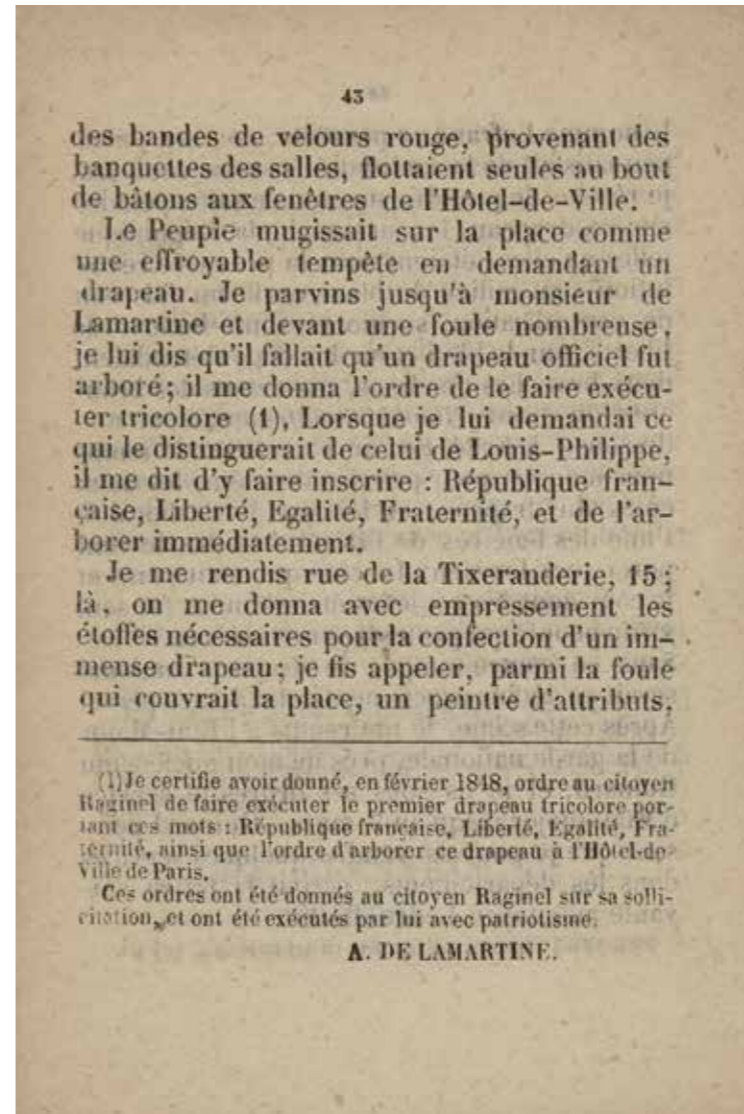 43
des bandes de velours rouge, provenant des
banquettes des salles, flottaient seules au bout
de bâtons aux fenêtres de l'Hôtel-de-Ville.
Le Peuple mugissait sur la place comme
une effroyable tempête en demandant un
drapeau. Je parvins jusqu'à monsieur de
Lamartine et devant une foule nombreuse,
je lui dis qu'il fallait qu'un drapeau officiel fut
arboré; il me donna l'ordre de le faire exécu-
ter tricolore (1). Lorsque je lui demandai ce
qui le distinguerait de celui de Louis-Philippe,
il me dit d'y faire inscrire : République fran-
çaise, Liberté, Egalité, Fraternité, et de l'ar-
borer immédiatement.
Je me rendis rue de la Tixeranderie, 15;
là, on me donna avec empressement les
étoffes nécessaires pour la confection d'un im-
mense drapeau; je fis appeler, parmi la foule
qui couvrait la place, un peintre d'attributs,
(1) Je certifie avoir donné, en février 1848, ordre au citoyen
Raginel de faire exécuter le premier drapeau tricolore por-
tant ces mots : République française, Liberté, Egalité, Fra-
ternité, ainsi que l'ordre d'arborer ce drapeau à l'Hôtel-de-
Ville de Paris.
Ces ordres ont été donnés au citoyen Raginel sur sa solli-
citation, et ont été exécutés par lui avec patriotisme.
A. DE LAMARTINE.